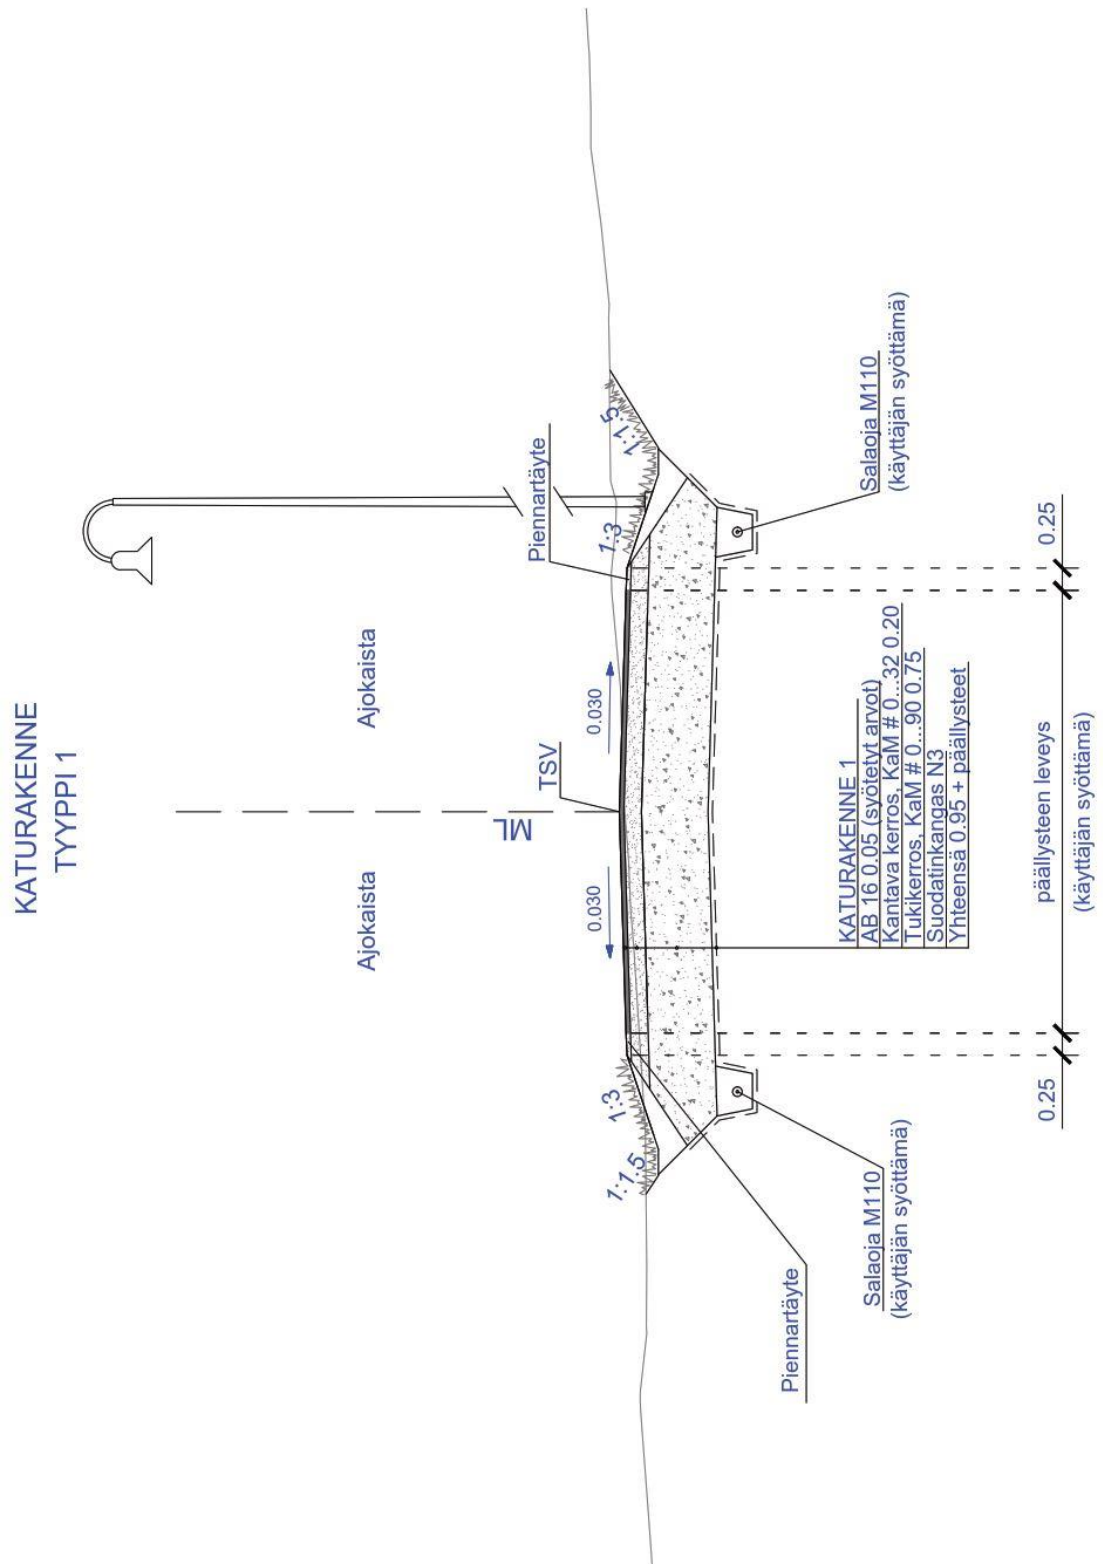 KATURAKENNE
TYYPPI 1
Ajokaista
Ajokaista
ML
TSV
0.030
0.030
Piennartäyte
1:1.5
1:3
1:3
1:1.5
KATURAKENNE 1
AB 16 0.05 (syötetyt arvot)
Kantava kerros, KaM # 0...32 0.20
Tukikerros, KaM # 0...90 0.75
Suodatinkangas N3
Yhteensä 0.95 + päällysteet
Piennartäyte
Salaoja M110
(käyttäjän syöttämä)
Salaoja M110
(käyttäjän syöttämä)
0.25
päällysteen leveys
(käyttäjän syöttämä)
0.25